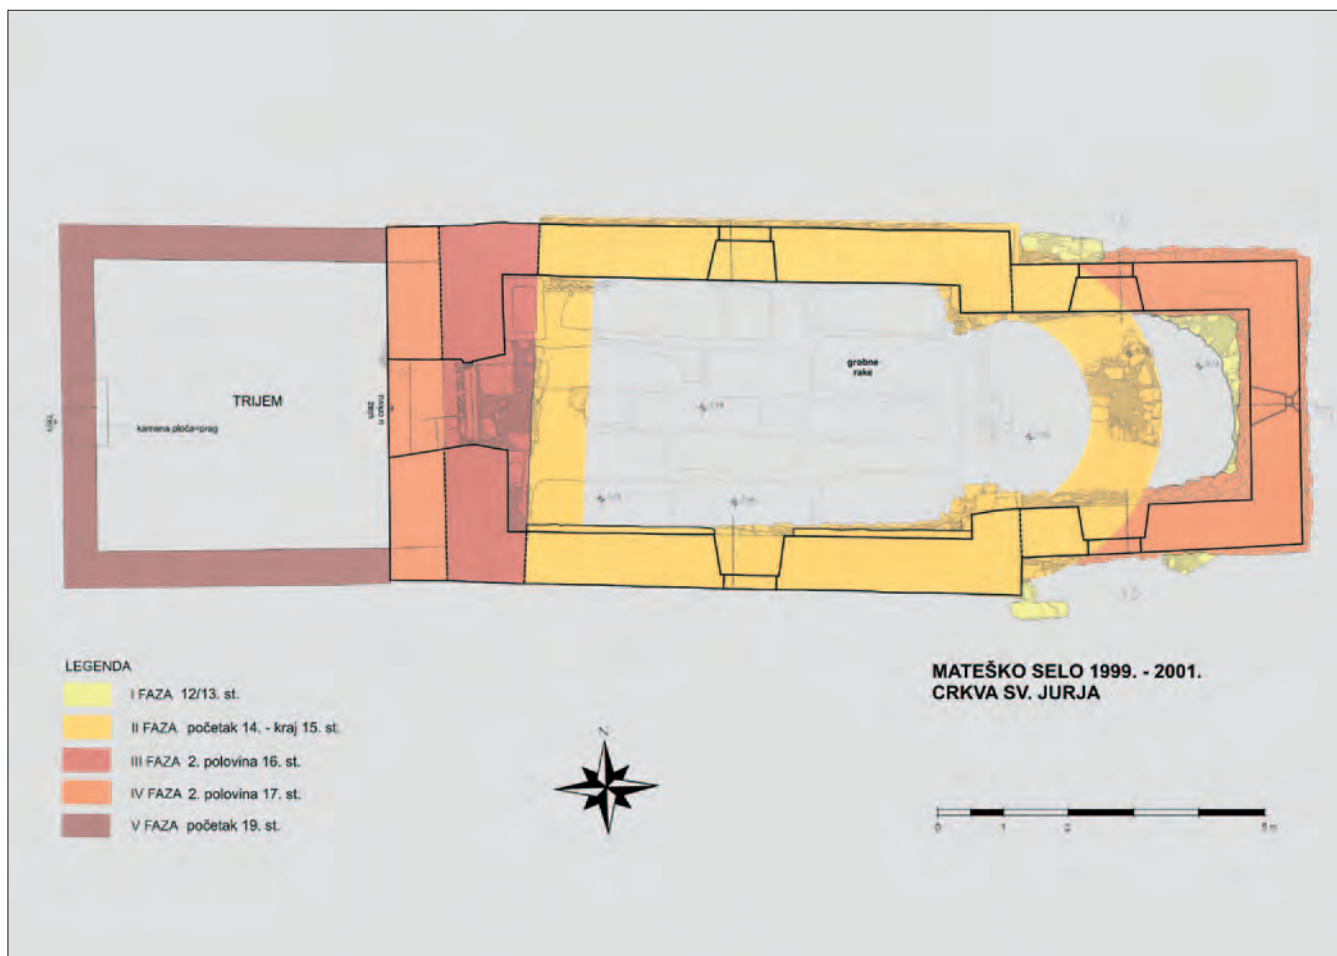 TRIJEM
kamena ploča=prag
ulaz
u crkvu
grobne
rake
LEGENDA
I FAZA 12/13. st.
II FAZA početak 14. - kraj 15. st.
III FAZA 2. polovina 16. st.
IV FAZA 2. polovina 17. st.
V FAZA početak 19. st.
MATEŠKO SELO 1999. - 2001.
CRKVA SV. JURJA
N
0 1 2 5 m